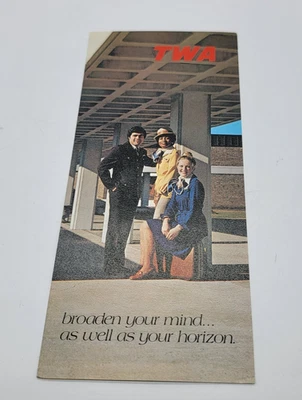 TWA
broaden your mind...
as well as your horizon.